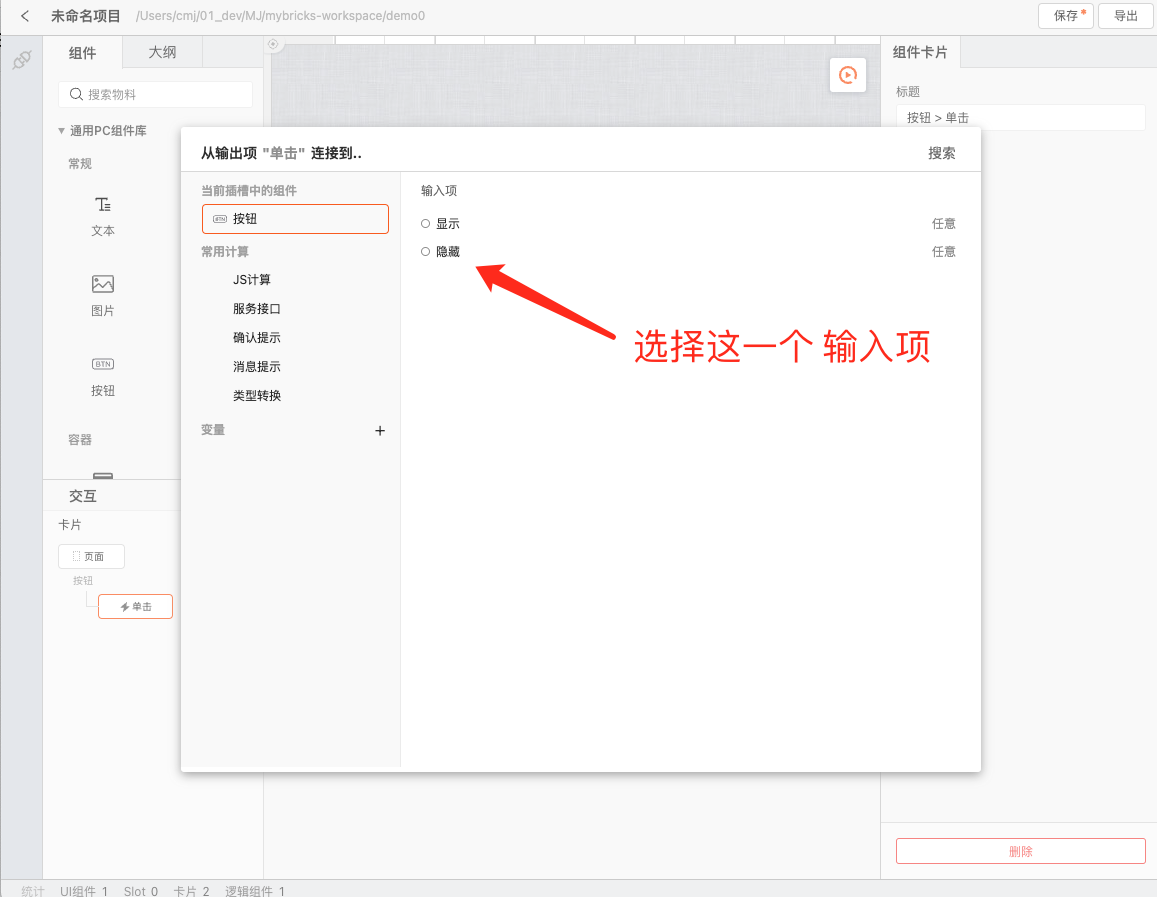 未命名项目 /Users/cmj/01_dev/MJ/mybricks-workspace/demo0 保存* 导出
组件 大纲 组件卡片
搜索物料
标题
按钮 > 单击
通用PC组件库
常规
文本
图片
BTN
按钮
容器
从输出项 "单击" 连接到.. 搜索
当前插槽中的组件
BTN 按钮
常用计算
JS计算
服务接口
确认提示
消息提示
类型转换
变量 +
输入项
显示 任意
隐藏 任意
选择这一个 输入项
交互
卡片
页面
按钮
单击
删除
统计 UI组件 1 Slot 0 卡片 2 逻辑组件 1